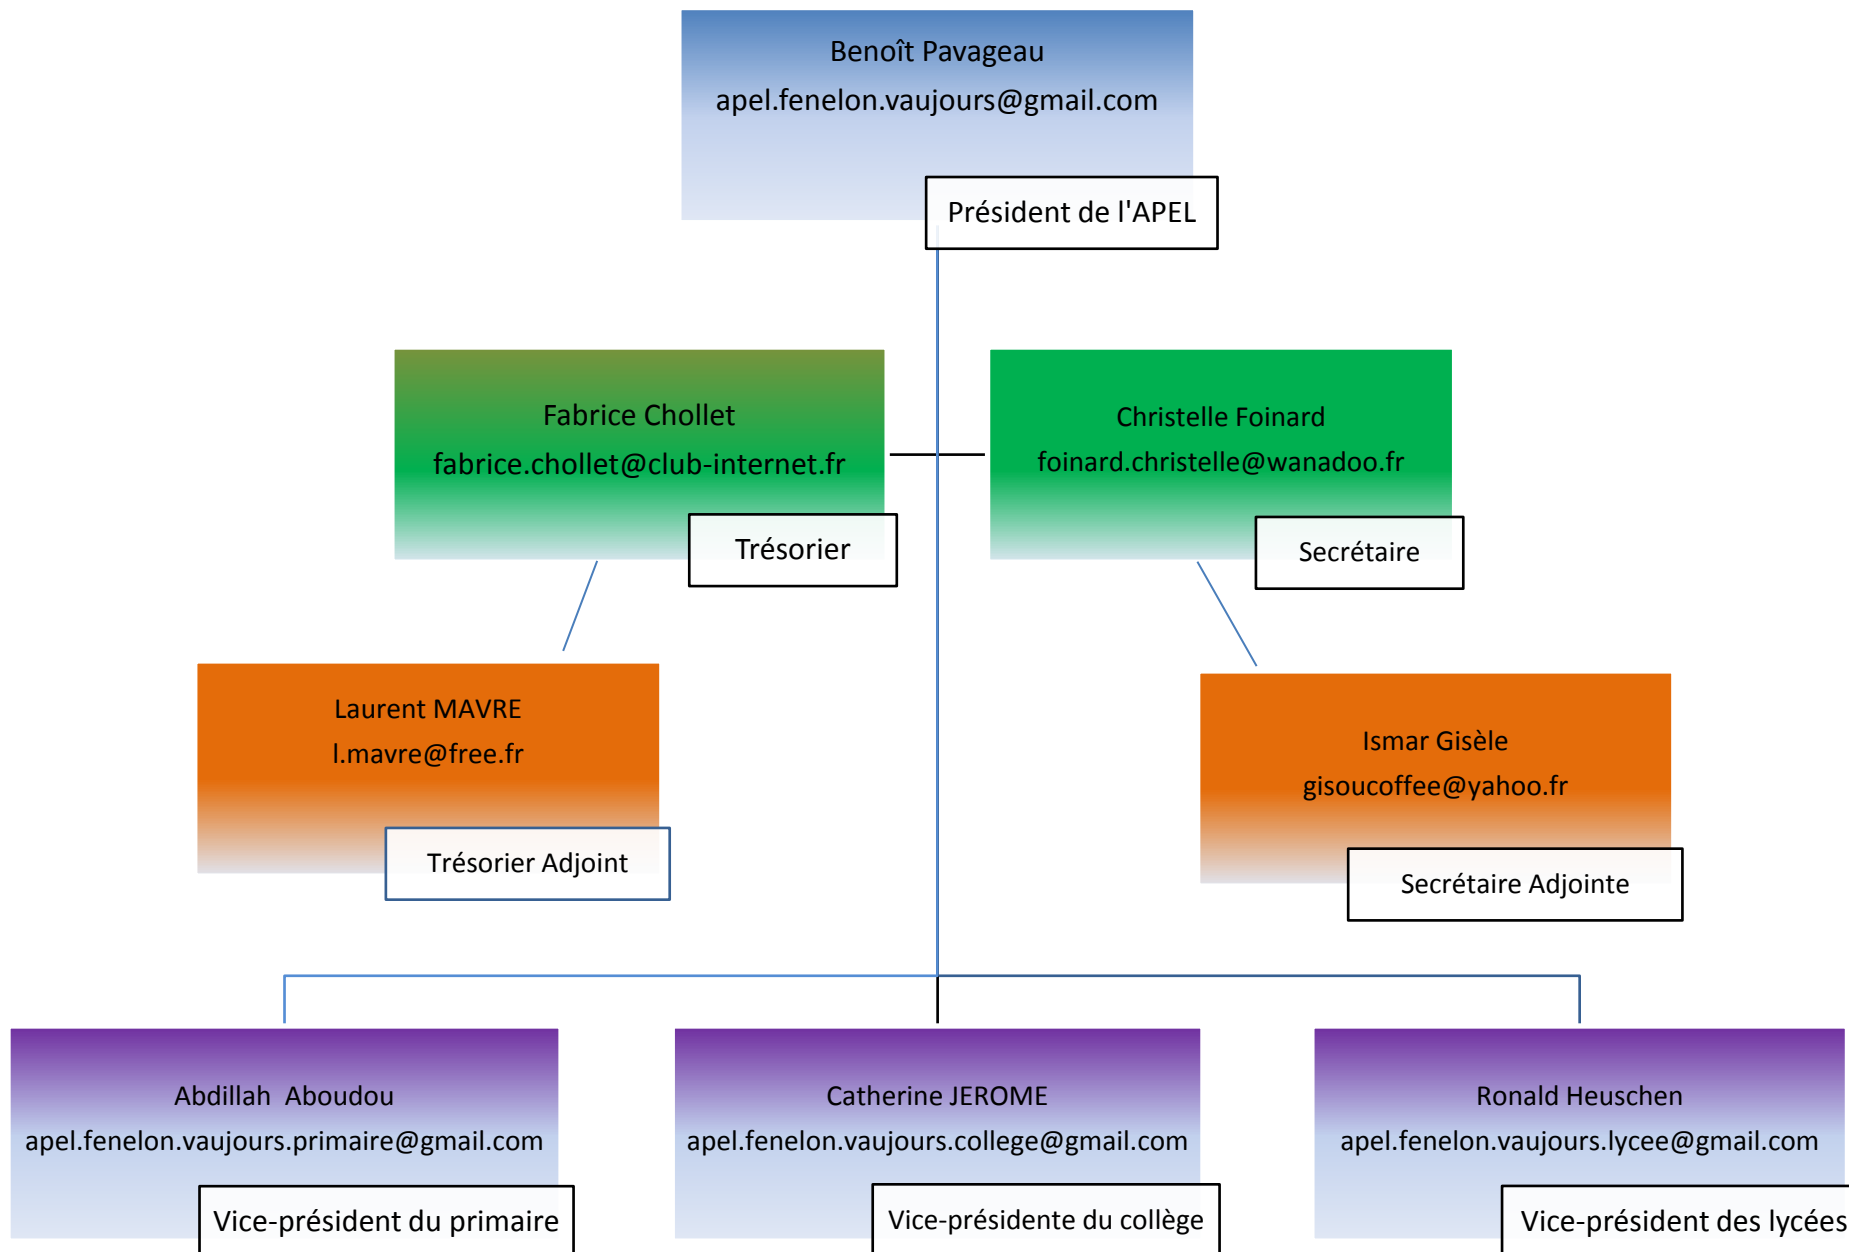 Benoît Pavageau
apel.fenelon.vaujours@gmail.com
Président de l'APEL
Fabrice Chollet
fabrice.chollet@club-internet.fr
Trésorier
Christelle Foinard
foinard.christelle@wanadoo.fr
Secrétaire
Laurent MAVRE
l.mavre@free.fr
Trésorier Adjoint
Ismar Gisèle
gisoucoffee@yahoo.fr
Secrétaire Adjointe
Abdillah  Aboudou
apel.fenelon.vaujours.primaire@gmail.com
Vice-président du primaire
Catherine JEROME
apel.fenelon.vaujours.college@gmail.com
Vice-présidente du collège
Ronald Heuschen
apel.fenelon.vaujours.lycee@gmail.com
Vice-président des lycées